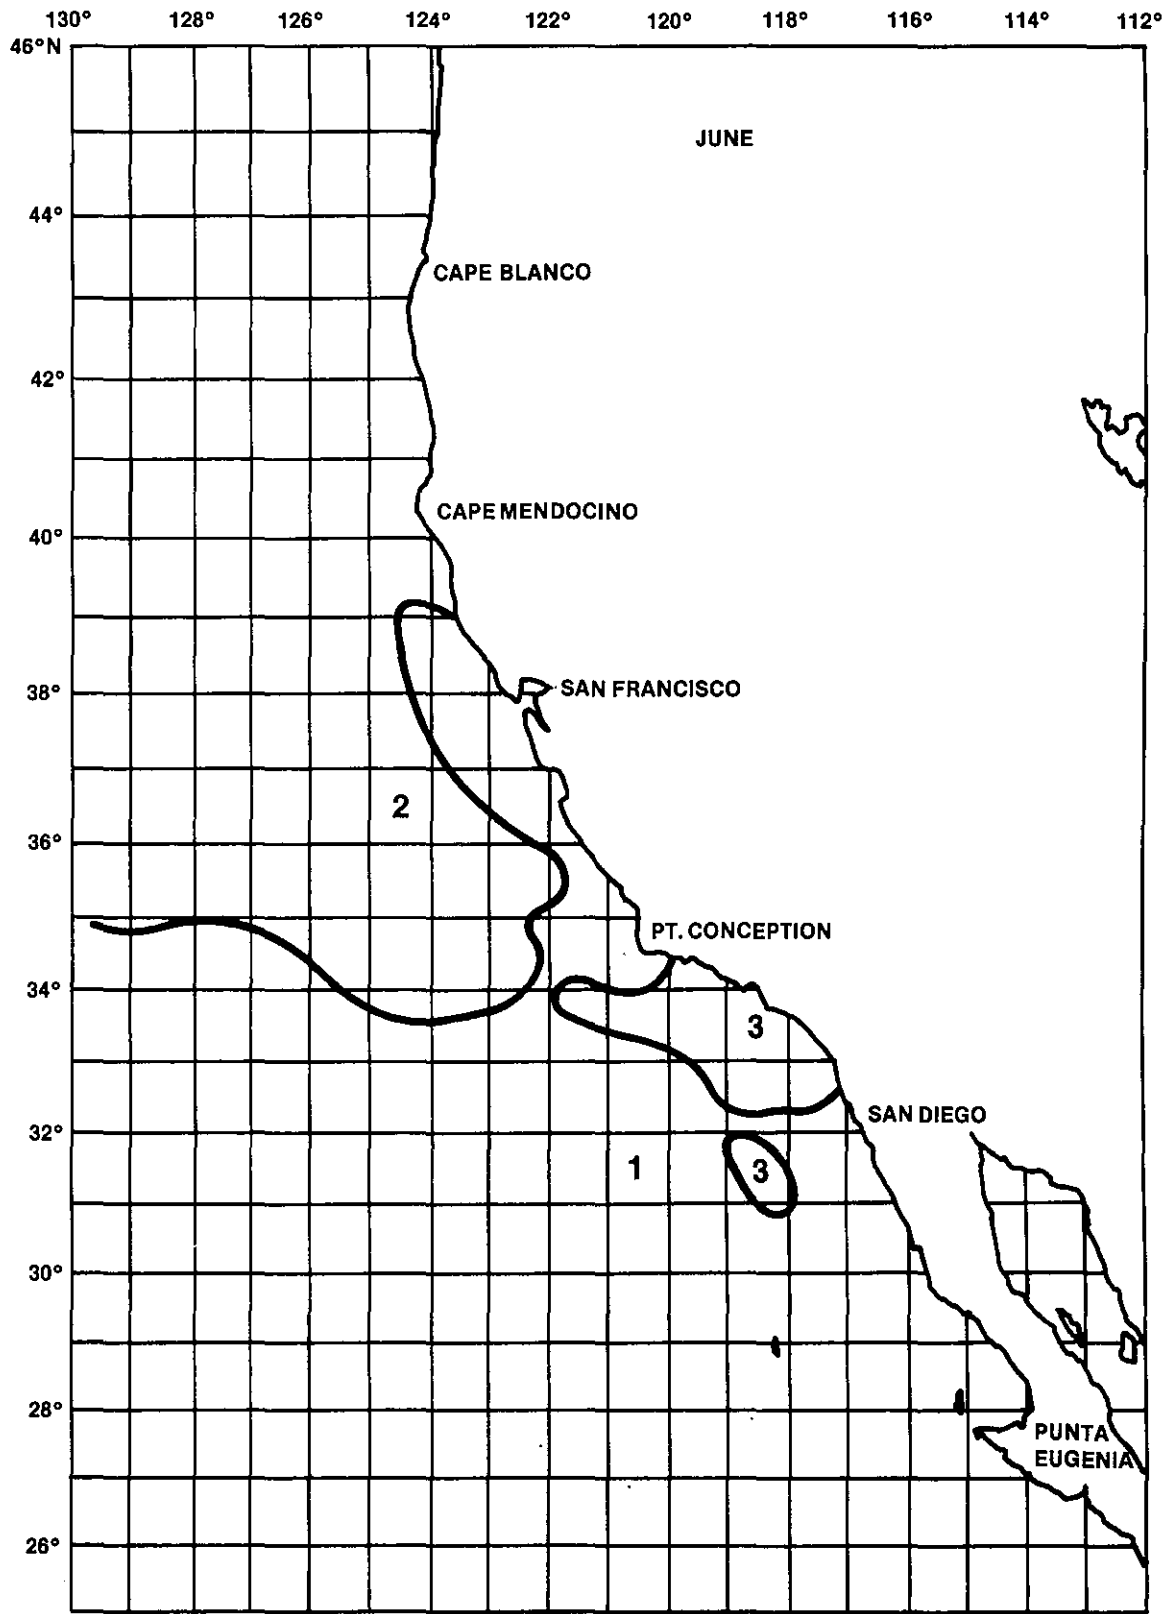 130° 128° 126° 124° 122° 120° 118° 116° 114° 112°
46°N
JUNE
44°
CAPE BLANCO
42°
CAPE MENDOCINO
40°
38°
SAN FRANCISCO
2
36°
PT. CONCEPTION
34°
3
SAN DIEGO
32°
1
3
30°
28°
PUNTA
EUGENIA
26°